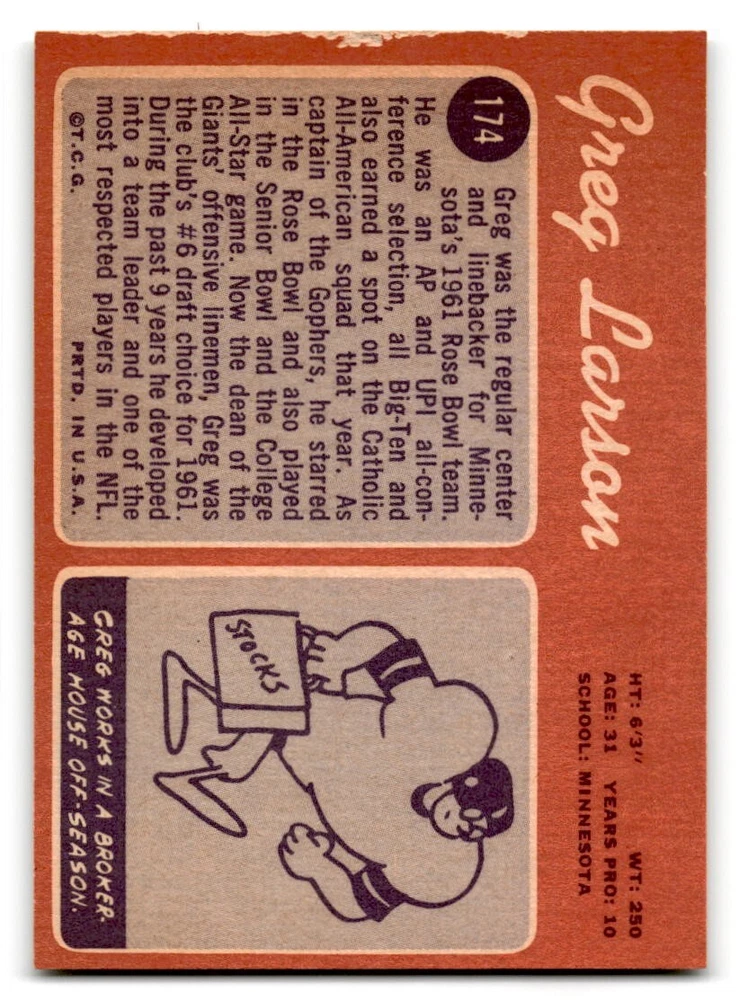 Greg Larson
HT: 6'3" WT: 250
AGE: 31 YEARS PRO: 10
SCHOOL: MINNESOTA
174
Greg was the regular center
and linebacker for Minne-
sota's 1961 Rose Bowl team.
He was an AP and UPI all-con-
ference selection, all Big-Ten and
also earned a spot on the Catholic
All-American squad that year. As
captain of the Gophers, he starred
in the Rose Bowl and also played
in the Senior Bowl and the College
All-Star game. Now the dean of the
Giants' offensive linemen, Greg was
the club's #6 draft choice for 1961.
During the past 9 years he developed
into a team leader and one of the
most respected players in the NFL.
©T.C.G. PRTD. IN U.S.A.
STOCKS
GREG WORKS IN A BROKER-
AGE HOUSE OFF-SEASON.